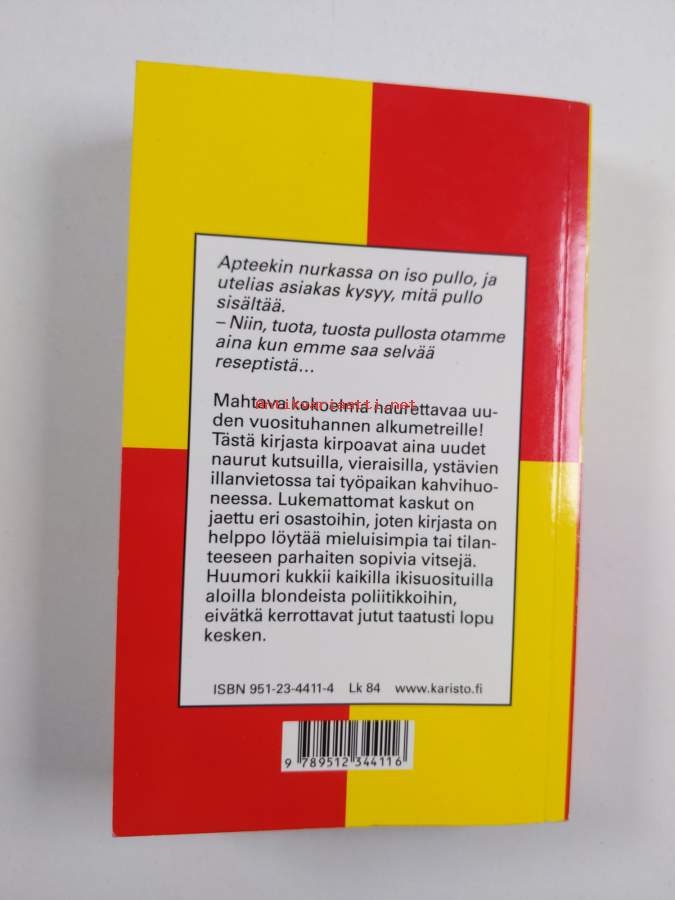 Apteekin nurkassa on iso pullo, ja
utelias asiakas kysyy, mitä pullo
sisältää.
– Niin, tuota, tuosta pullosta otamme
aina kun emme saa selvää
reseptistä...
Mahtava kokoelma naurettavaa uu-
den vuosituhannen alkumetreille!
Tästä kirjasta kirpoavat aina uudet
naurut kutsuilla, vieraisilla, ystävien
illanvietossa tai työpaikan kahvihuo-
neessa. Lukemattomat kaskut on
jaettu eri osastoihin, joten kirjasta on
helppo löytää mieluisimpia tai tilan-
teeseen parhaiten sopivia vitsejä.
Huumori kukkii kaikilla ikisuosituilla
aloilla blondeista poliitikkoihin,
eivätkä kerrottavat jutut taatusti lopu
kesken.
ISBN 951-23-4411-4 Lk 84 www.karisto.fi
9 789512 344116